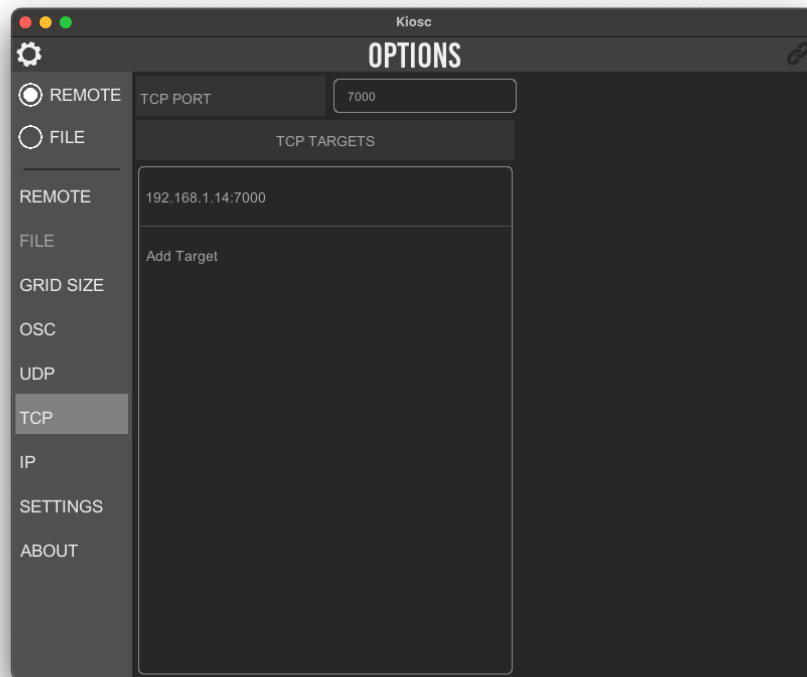 Kiosc
OPTIONS
REMOTE
FILE
REMOTE
FILE
GRID SIZE
OSC
UDP
TCP
IP
SETTINGS
ABOUT
TCP PORT
7000
TCP TARGETS
192.168.1.14:7000
Add Target